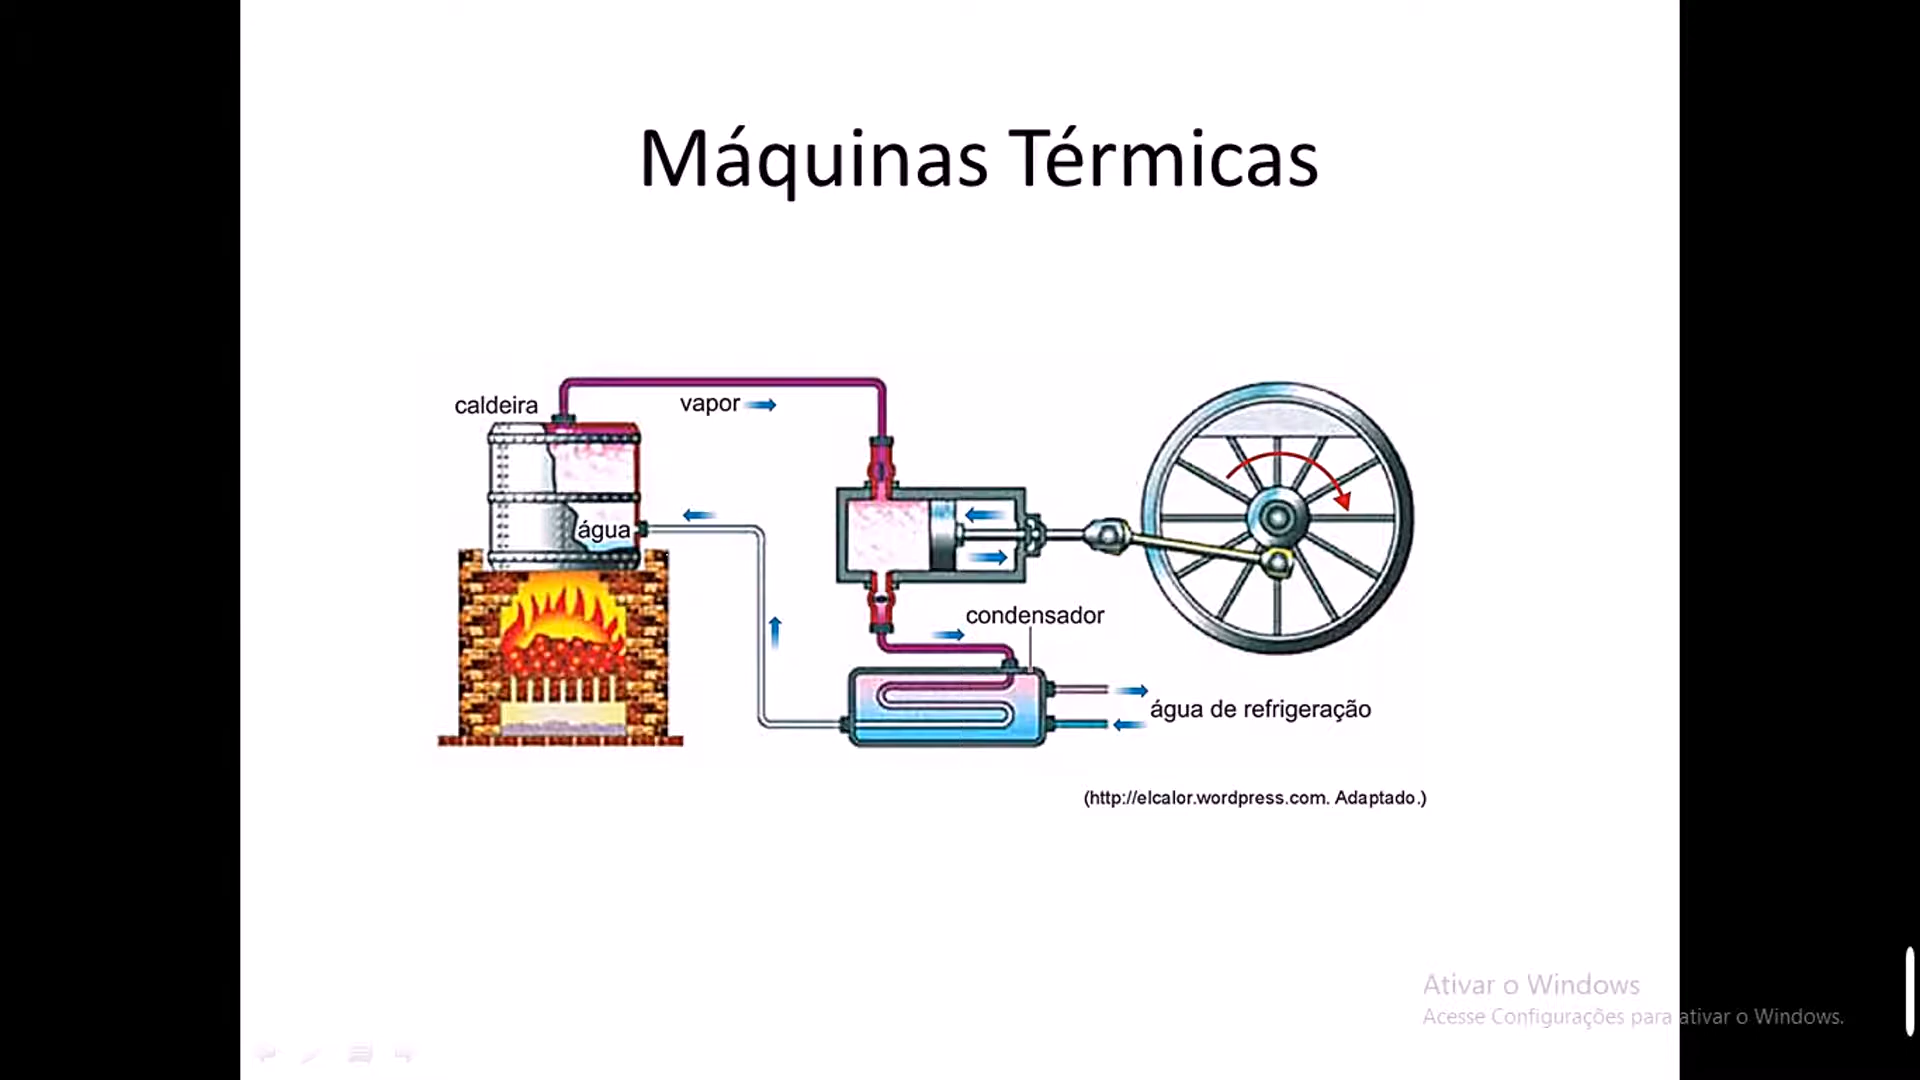 Máquinas Térmicas
caldeira
vapor
água
condensador
água de refrigeração
(http://elcalor.wordpress.com. Adaptado.)
Ativar o Windows
Acesse Configurações para ativar o Windows.